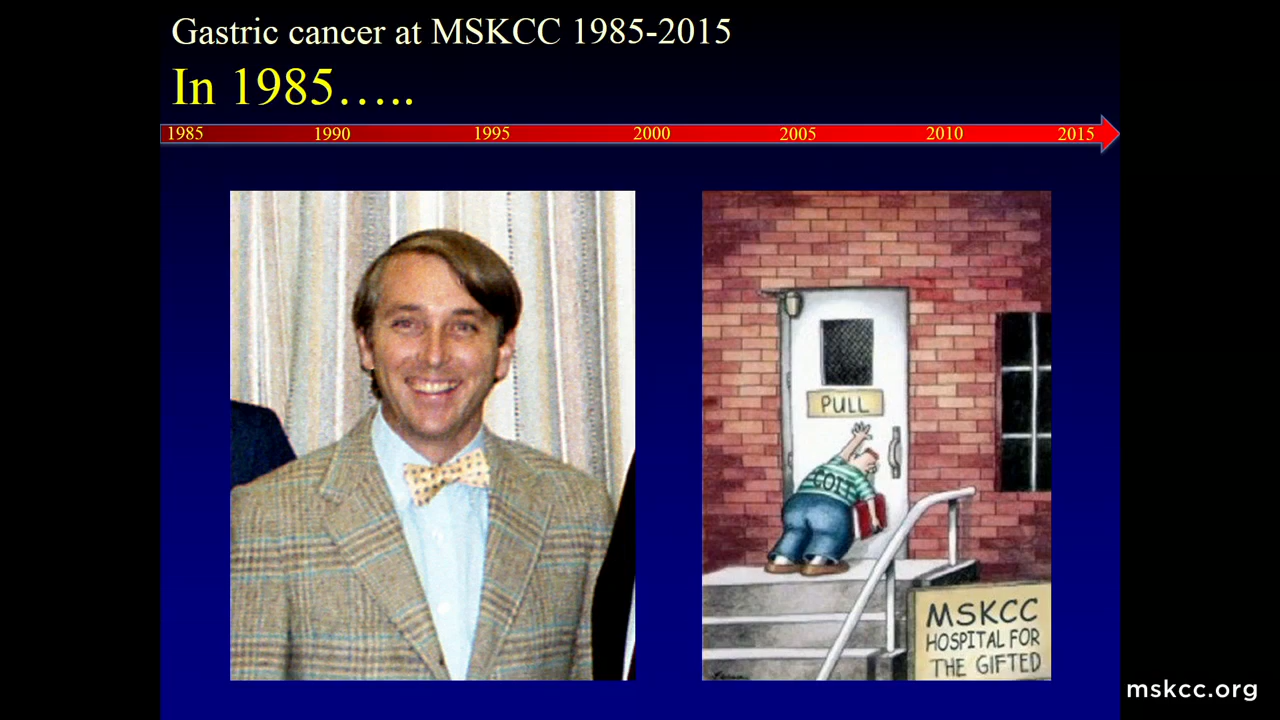 Gastric cancer at MSKCC 1985-2015
In 1985…..
1985 1990 1995 2000 2005 2010 2015
PULL
MSKCC
HOSPITAL FOR
THE GIFTED
mskcc.org